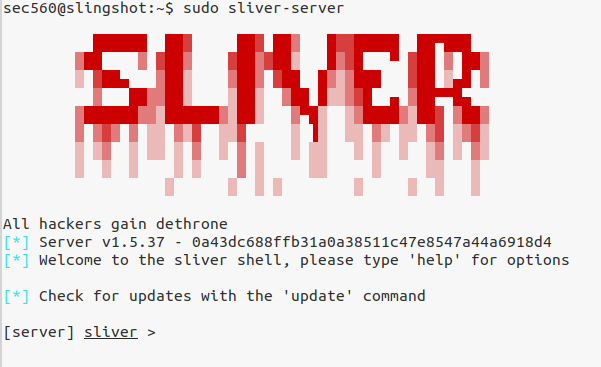 sec560@slingshot:~$ sudo sliver-server
SLIVER
All hackers gain dethrone
[*] Server v1.5.37 - 0a43dc688ffb31a0a38511c47e8547a44a6918d4
[*] Welcome to the sliver shell, please type 'help' for options
[*] Check for updates with the 'update' command
[server] sliver >